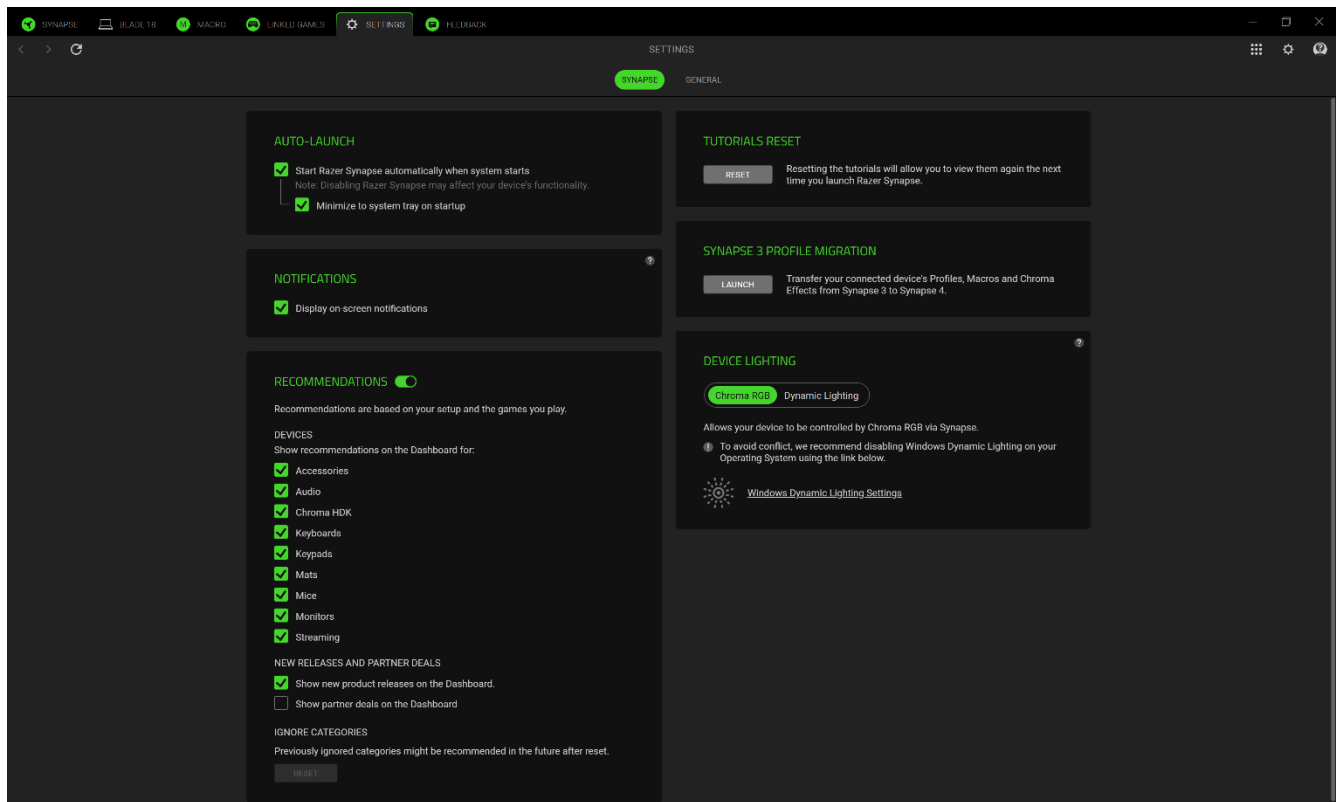 SYNAPSE
BLADE 18
MACRO
LINKED GAMES
SETTINGS
FEEDBACK
SETTINGS
SYNAPSE
GENERAL
AUTO-LAUNCH
Start Razer Synapse automatically when system starts
Note: Disabling Razer Synapse may affect your device's functionality.
Minimize to system tray on startup
NOTIFICATIONS
Display on-screen notifications
RECOMMENDATIONS
Recommendations are based on your setup and the games you play.
DEVICES
Show recommendations on the Dashboard for:
Accessories
Audio
Chroma HDK
Keyboards
Keypads
Mats
Mice
Monitors
Streaming
NEW RELEASES AND PARTNER DEALS
Show new product releases on the Dashboard.
Show partner deals on the Dashboard
IGNORE CATEGORIES
Previously ignored categories might be recommended in the future after reset.
RESET
TUTORIALS RESET
RESET
Resetting the tutorials will allow you to view them again the next
time you launch Razer Synapse.
SYNAPSE 3 PROFILE MIGRATION
LAUNCH
Transfer your connected device's Profiles, Macros and Chroma
Effects from Synapse 3 to Synapse 4.
DEVICE LIGHTING
Chroma RGB
Dynamic Lighting
Allows your device to be controlled by Chroma RGB via Synapse.
To avoid conflict, we recommend disabling Windows Dynamic Lighting on your
Operating System using the link below.
Windows Dynamic Lighting Settings